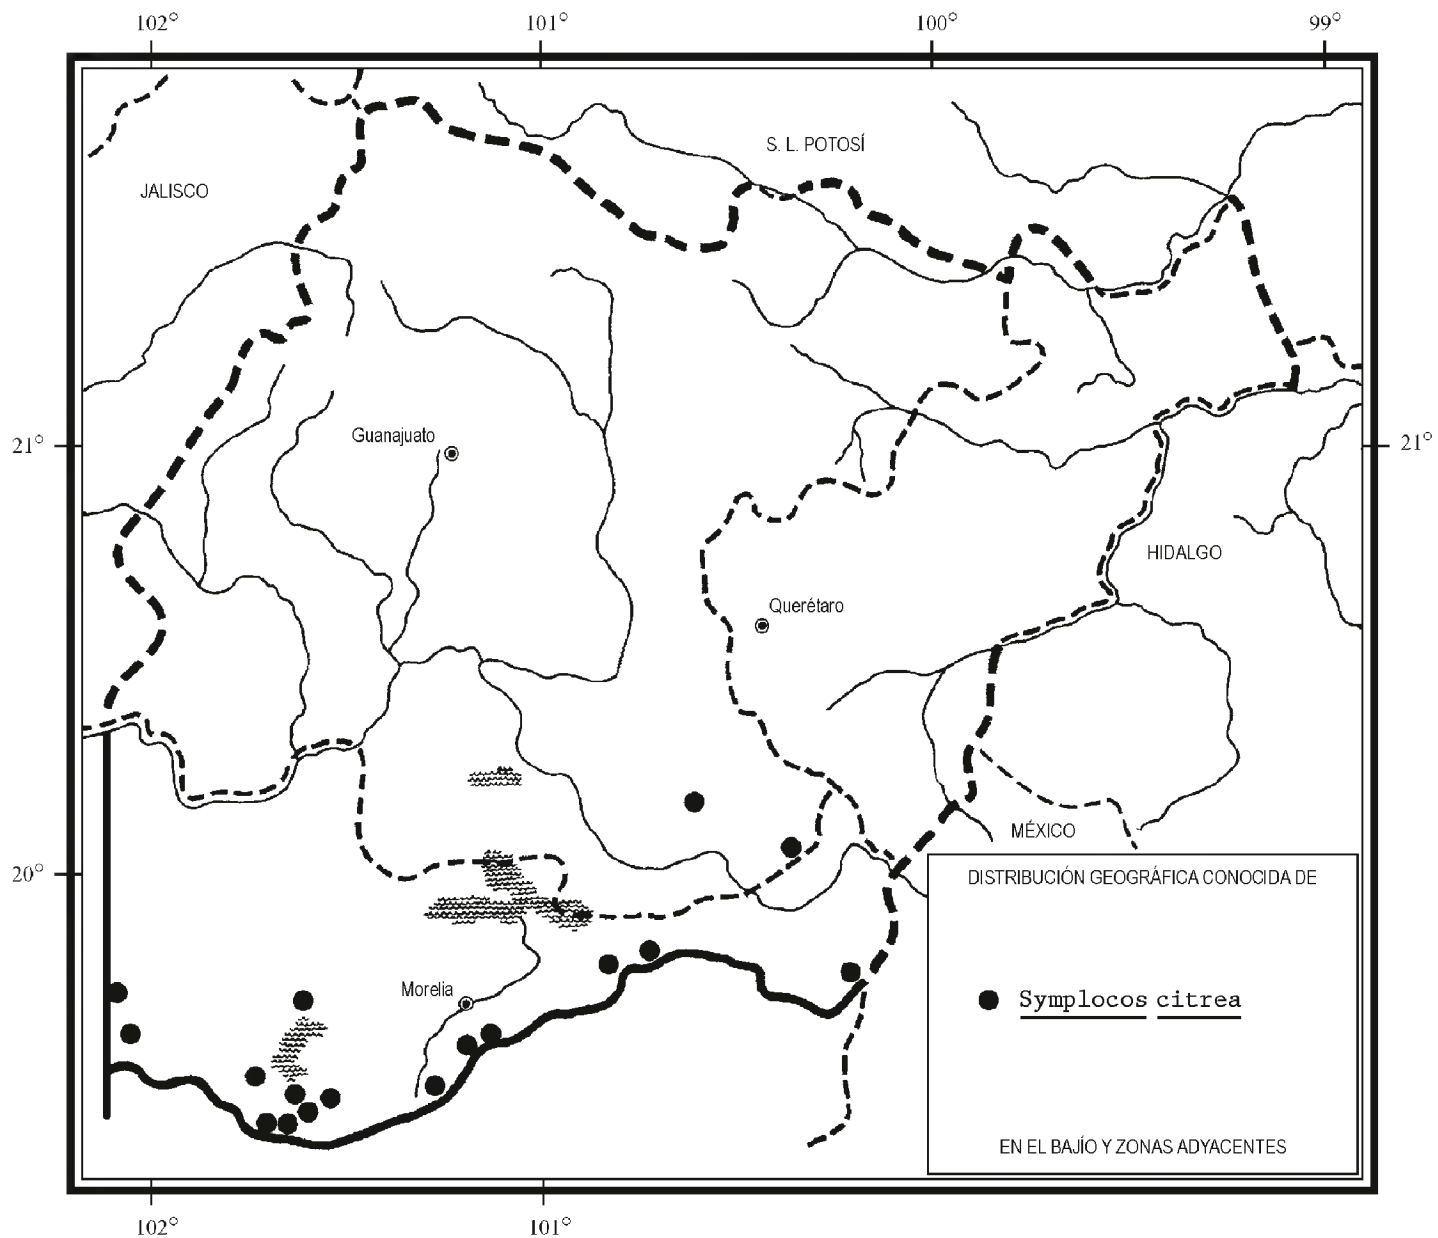 102° 101° 100° 99°
S. L. POTOSÍ
JALISCO
Guanajuato
21° 21°
HIDALGO
Querétaro
MÉXICO
20°
DISTRIBUCIÓN GEOGRÁFICA CONOCIDA DE
Morelia
Symplocos citrea
EN EL BAJÍO Y ZONAS ADYACENTES
102° 101°